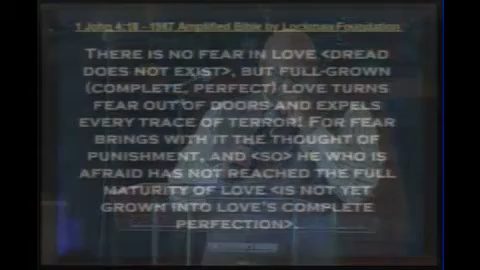 1 John 4:18 - 1987 Amplified Bible by Lockman Foundation
There is no fear in love <dread
does not exist>, but full-grown
(complete, perfect) love turns
fear out of doors and expels
every trace of terror! For fear
brings with it the thought of
punishment, and <so> he who is
afraid has not reached the full
maturity of love <is not yet
grown into love's complete
perfection>.